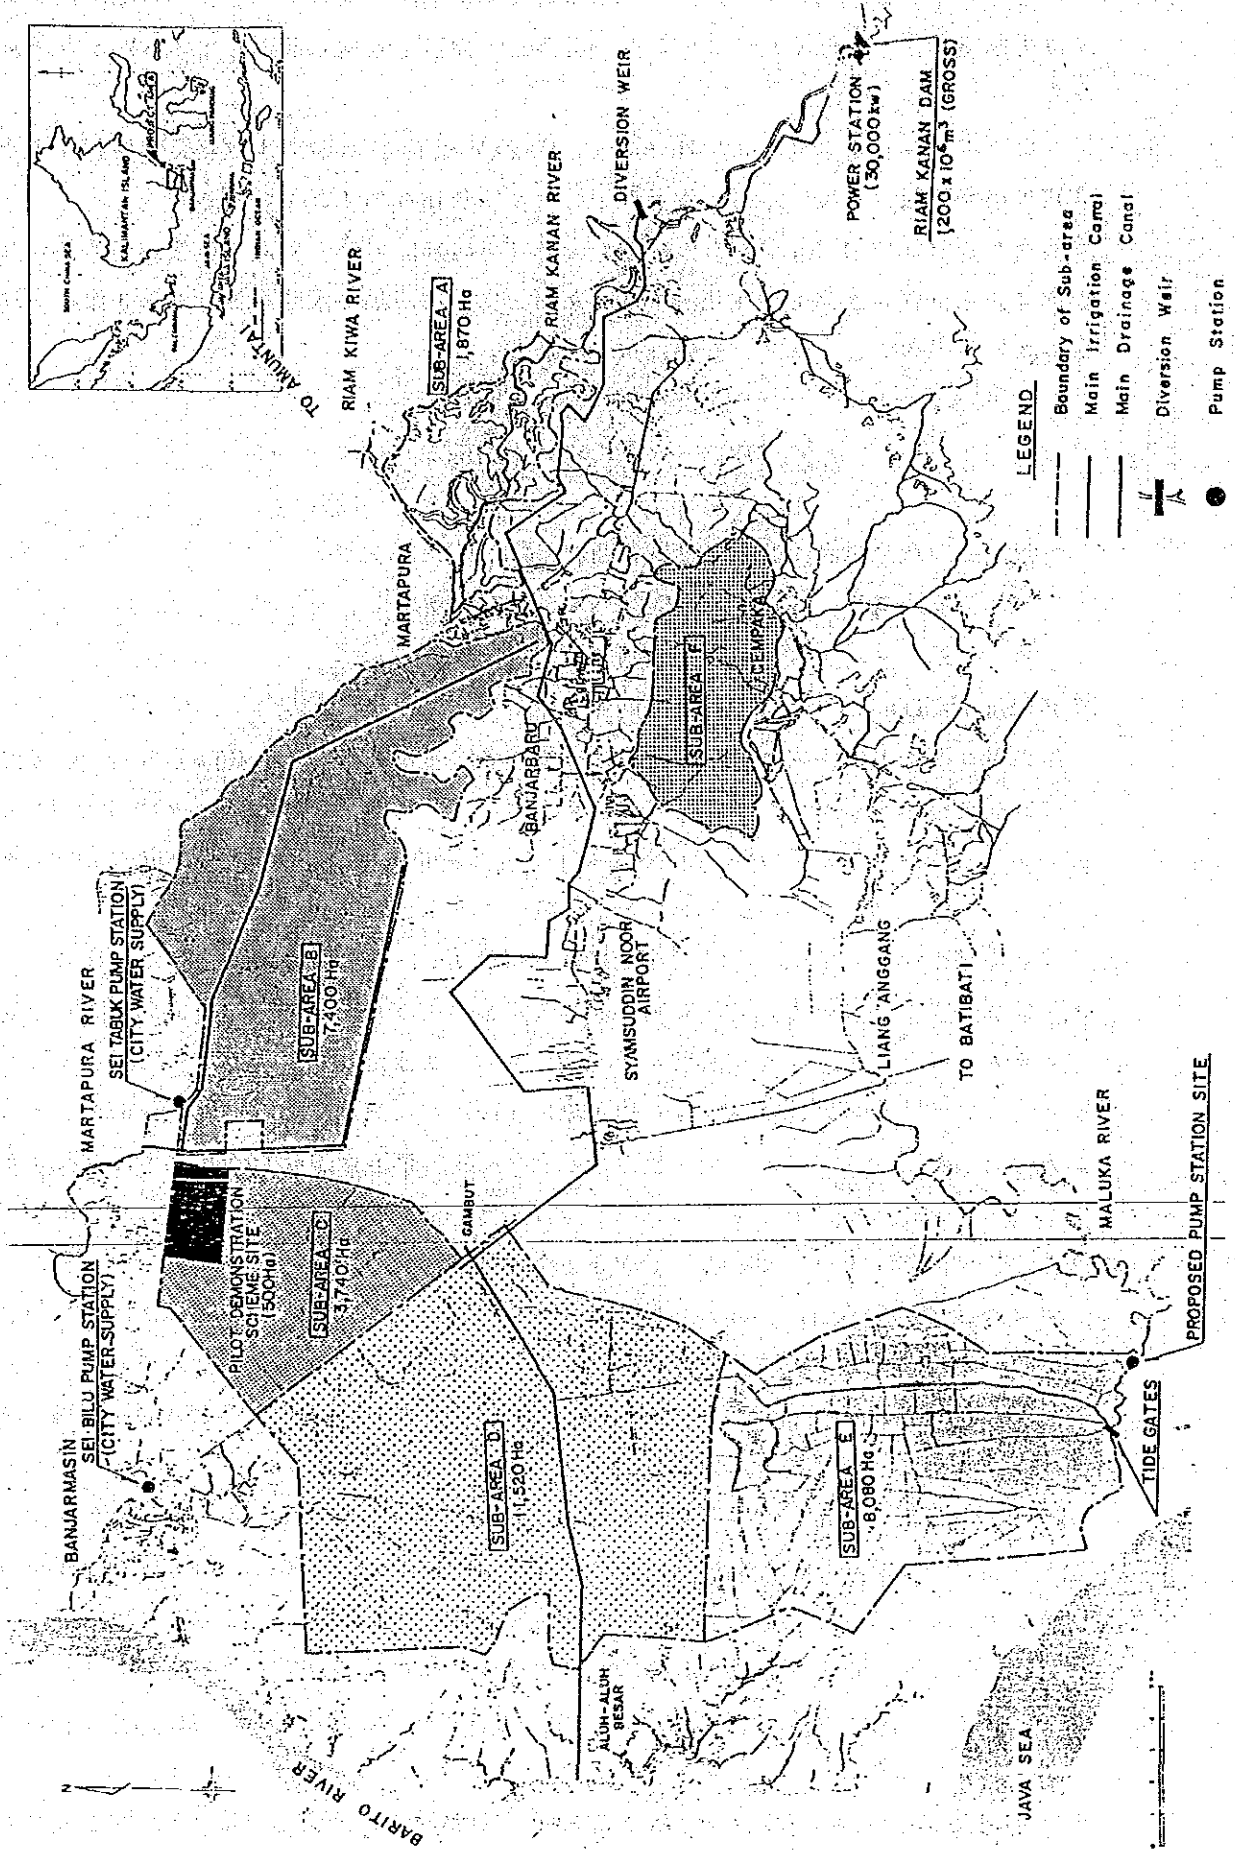 SOUTH CHINA SEA
KALIMANTAN ISLAND
PROJECT AREA
JAVA SEA
INDIAN OCEAN
TO AMUNTAI
RIAM KIWA RIVER
SUB-AREA A
1,870 Ha
RIAM KANAN RIVER
DIVERSION WEIR
POWER STATION
(30,000kw)
RIAM KANAN DAM
1,200 x 10⁶m³ (GROSS)
MARTAPURA
BANJARBARU
SUB-AREA F
CEMPAKA
MARTAPURA RIVER
SEI TABUK PUMP STATION
(CITY WATER SUPPLY)
SUB-AREA B
7,400 Ha
SYAMSUDDIN NOOR
AIRPORT
LIANG ANGGANG
TO BATIBATI
BANJARMASIN
SEI BILU PUMP STATION
(CITY WATER SUPPLY)
PILOT DEMONSTRATION
SCHEME SITE
(500Ha)
SUB-AREA C
3,740 Ha
GAMBUT
SUB-AREA D
11,520 Ha
SUB-AREA E
8,080 Ha
MALUKA RIVER
PROPOSED PUMP STATION SITE
TIDE GATES
ALUH-ALUH
BESAR
BARITO RIVER
JAVA SEA
N
LEGEND
Boundary of Sub-area
Main Irrigation Canal
Main Drainage Canal
Diversion Weir
Pump Station